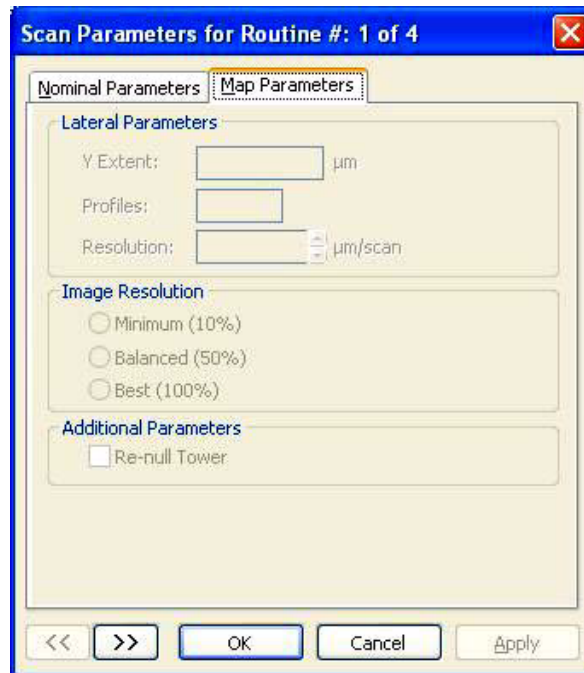 Scan Parameters for Routine #: 1 of 4
Nominal Parameters Map Parameters
Lateral Parameters
Y Extent: µm
Profiles:
Resolution: µm/scan
Image Resolution
Minimum (10%)
Balanced (50%)
Best (100%)
Additional Parameters
Re-null Tower
<< >> OK Cancel Apply